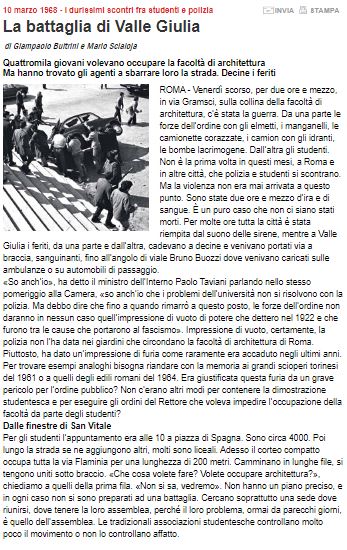 10 marzo 1968 - I durissimi scontri fra studenti e polizia
INVIA STAMPA
La battaglia di Valle Giulia
di Giampaolo Bultrini e Mario Scialoja
Quattromila giovani volevano occupare la facoltà di architettura
Ma hanno trovato gli agenti a sbarrare loro la strada. Decine i feriti
ROMA - Venerdì scorso, per due ore e mezzo,
in via Gramsci, sulla collina della facoltà di
architettura, c'è stata la guerra. Da una parte le
forze dell'ordine con gli elmetti, i manganelli, le
camionette corazzate, i camion con gli idranti,
le bombe lacrimogene. Dall'altra gli studenti.
Non è la prima volta in questi mesi, a Roma e
in altre città, che polizia e studenti si scontrano.
Ma la violenza non era mai arrivata a questo
punto. Sono state due ore e mezzo d'ira e di
sangue. È un puro caso che non ci siano stati
morti. Per molte ore tutta la città è stata
riempita dal suono delle sirene, mentre a Valle
Giulia i feriti, da una parte e dall'altra, cadevano a decine e venivano portati via a
braccia, sanguinanti, fino all'angolo di viale Bruno Buozzi dove venivano caricati sulle
ambulanze o su automobili di passaggio.
«So anch'io», ha detto il ministro dell'Interno Paolo Taviani parlando nello stesso
pomeriggio alla Camera, «so anch'io che i problemi dell'università non si risolvono con la
polizia. Ma debbo dire che fino a quando rimarrò a questo posto, le forze dell'ordine non
daranno in nessun caso quell'impressione di vuoto di potere che dettero nel 1922 e che
furono tra le cause che portarono al fascismo». Impressione di vuoto, certamente, la
polizia non l'ha data nei giardini che circondano la facoltà di architettura di Roma.
Piuttosto, ha dato un'impressione di furia come raramente era accaduto negli ultimi anni.
Per trovare esempi analoghi bisogna riandare con la memoria ai grandi scioperi torinesi
del 1961 o a quelli degli edili romani del 1964. Era giustificata questa furia da un grave
pericolo per l'ordine pubblico? Non c'erano altri modi per contenere la dimostrazione
studentesca e per eseguire gli ordini del Rettore che voleva impedire l'occupazione della
facoltà da parte degli studenti?
Dalle finestre di San Vitale
Per gli studenti l'appuntamento era alle 10 a piazza di Spagna. Sono circa 4000. Poi
lungo la strada se ne aggiungono altri, molti sono liceali. Adesso il corteo compatto
occupa tutta la via Flaminia per una lunghezza di 200 metri. Camminano in lunghe file, si
tengono uniti sotto braccio. «Che cosa volete fare? Volete occupare architettura?»,
chiediamo a quelli della prima fila. «Non si sa, vedremo». Non hanno un piano preciso, e
in ogni caso non si sono preparati ad una battaglia. Cercano soprattutto una sede dove
riunirsi, dove tenere la loro assemblea, perché il loro problema, ormai da parecchi giorni,
è quello dell'assemblea. Le tradizionali associazioni studentesche controllano molto
poco il movimento o non lo controllano affatto.